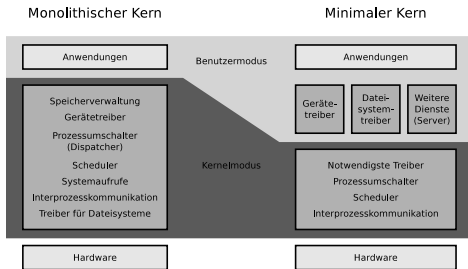 Monolithischer Kern
Minimaler Kern
Anwendungen
Benutzermodus
Anwendungen
Speicherverwaltung
Gerätetreiber
Prozessumschalter
(Dispatcher)
Scheduler
Systemaufrufe
Interprozesskommunikation
Treiber für Dateisysteme
Kernelmodus
Geräte-
treiber
Datei-
system-
treiber
Weitere
Dienste
(Server)
Notwendigste Treiber
Prozessumschalter
Scheduler
Interprozesskommunikation
Hardware
Hardware